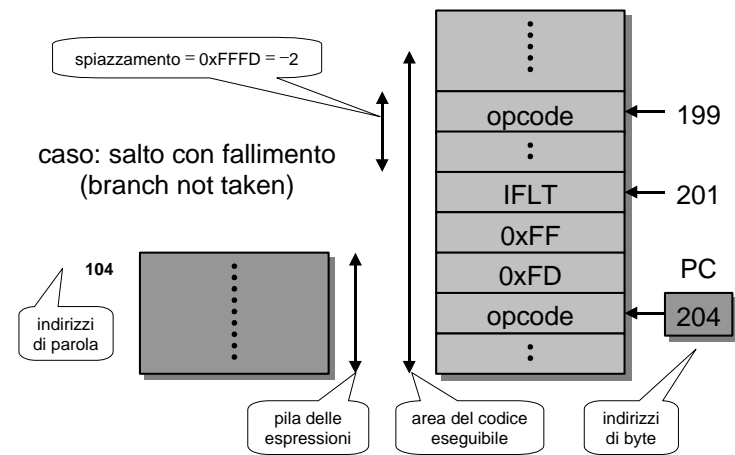 spiazzamento = 0xFFFD = −2
opcode
199
caso: salto con fallimento
(branch not taken)
IFLT
201
0xFF
104
0xFD
PC
opcode
204
indirizzi
di parola
pila delle
espressioni
area del codice
eseguibile
indirizzi
di byte